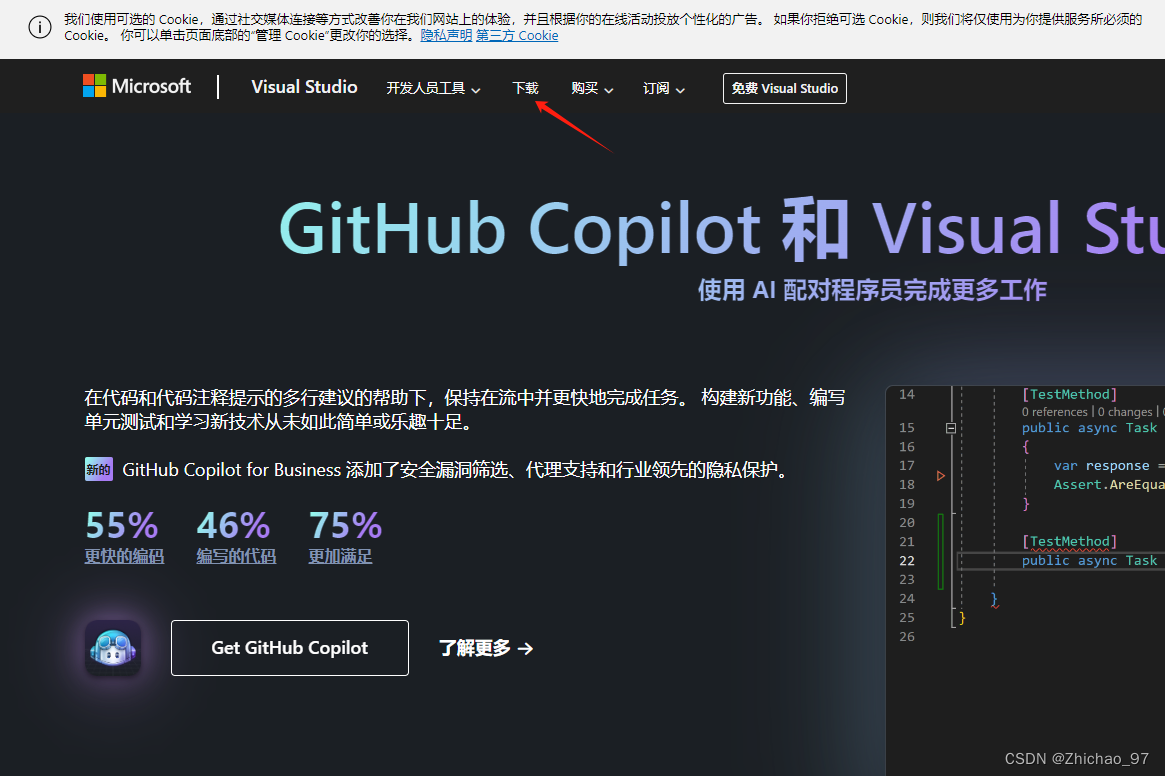 我们使用可选的 Cookie，通过社交媒体连接等方式改善你在我们网站上的体验，并且根据你的在线活动投放个性化的广告。 如果你拒绝可选 Cookie，则我们将仅使用为你提供服务所必须的
Cookie。 你可以单击页面底部的“管理 Cookie”更改你的选择。隐私声明 第三方 Cookie
Microsoft
Visual Studio 开发人员工具 下载 购买 订阅 免费 Visual Studio
GitHub Copilot 和 Visual Stu
使用 AI 配对程序员完成更多工作
在代码和代码注释提示的多行建议的帮助下，保持在流中并更快地完成任务。 构建新功能、编写
单元测试和学习新技术从未如此简单或乐趣十足。
新的 GitHub Copilot for Business 添加了安全漏洞筛选、代理支持和行业领先的隐私保护。
55% 46% 75%
更快的编码 编写的代码 更加满足
Get GitHub Copilot 了解更多 →
14 [TestMethod]
0 references | 0 changes |
15 public async Task
16 {
17 var response =
18 Assert.AreEqua
19 }
20
21 [TestMethod]
22 public async Task
23
24 }
25 }
26
CSDN @Zhichao_97